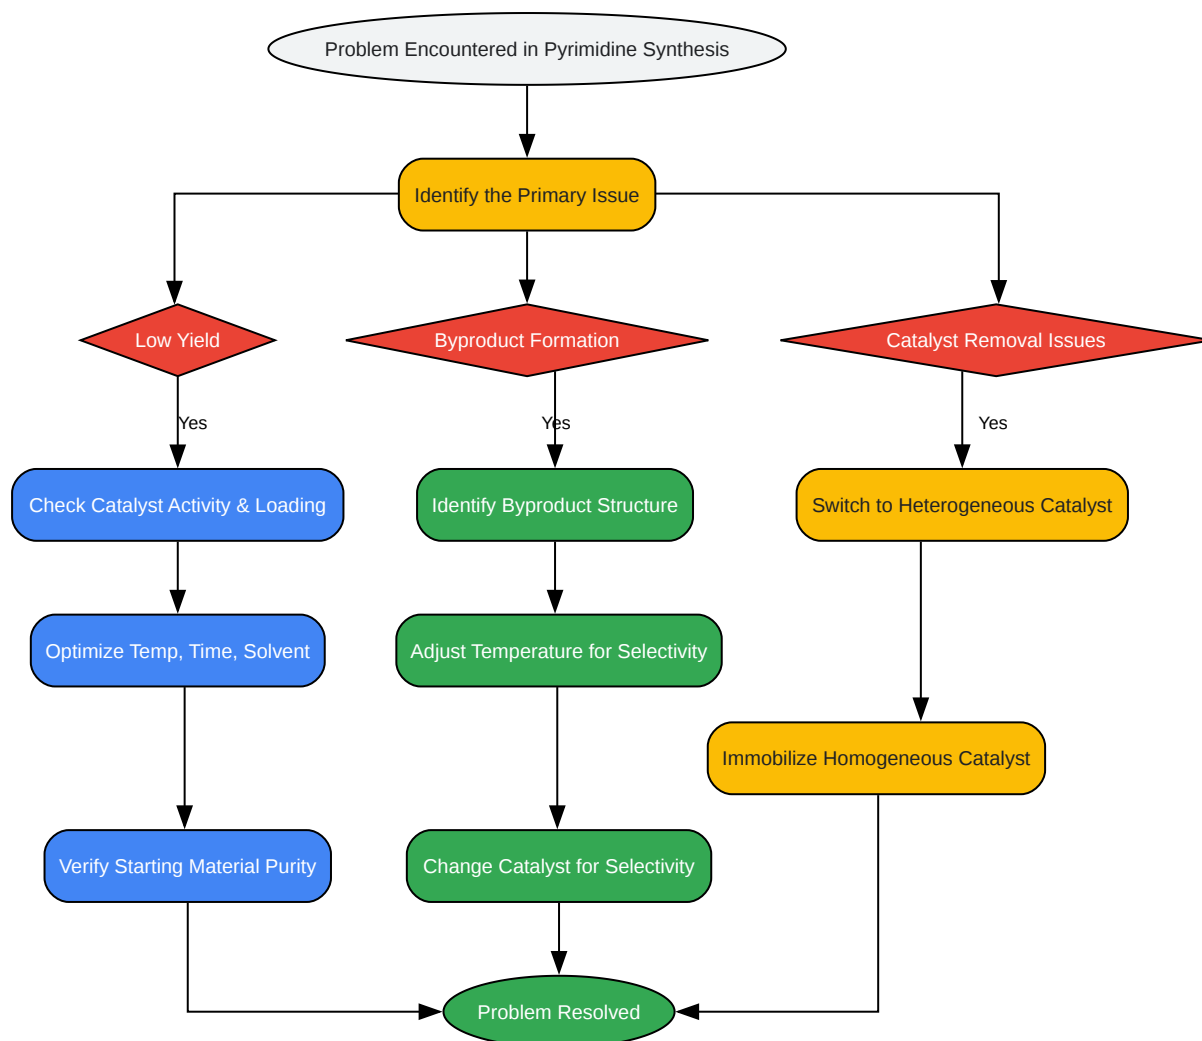 Problem Encountered in Pyrimidine Synthesis
Identify the Primary Issue
Low Yield
Byproduct Formation
Catalyst Removal Issues
Yes
Yes
Yes
Check Catalyst Activity & Loading
Identify Byproduct Structure
Switch to Heterogeneous Catalyst
Optimize Temp, Time, Solvent
Adjust Temperature for Selectivity
Immobilize Homogeneous Catalyst
Verify Starting Material Purity
Change Catalyst for Selectivity
Problem Resolved